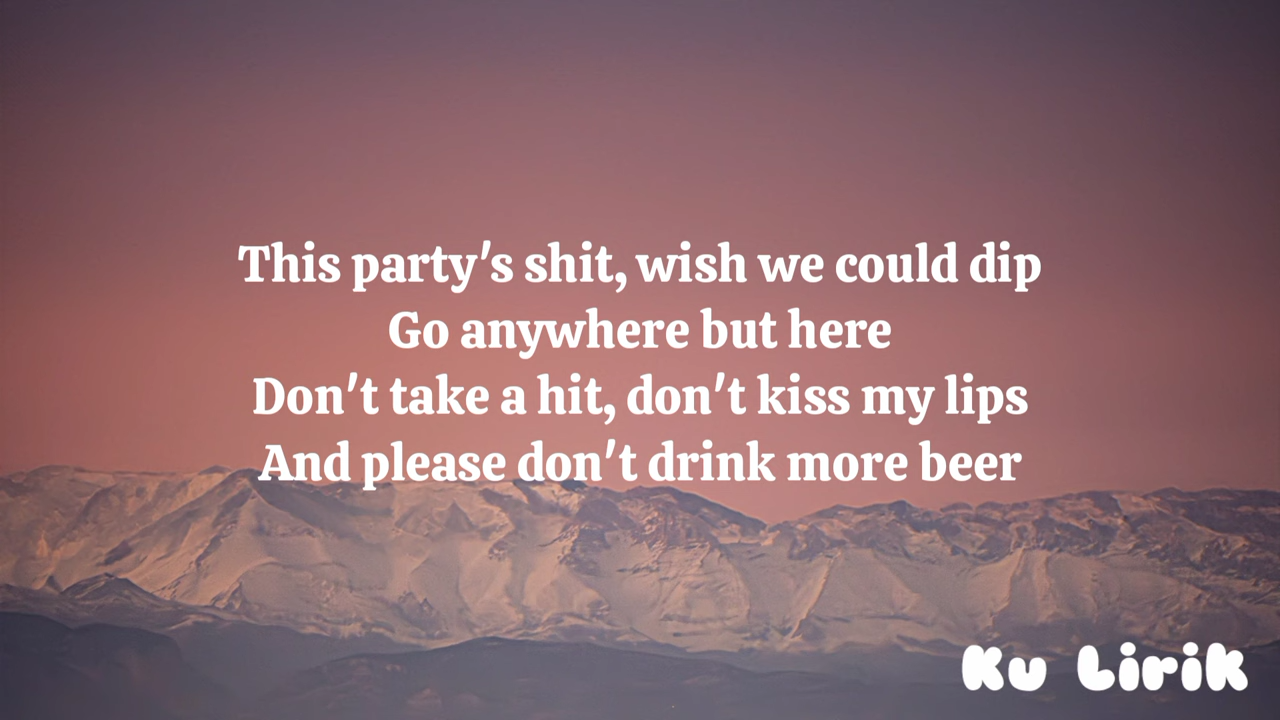 This party's shit, wish we could dip
Go anywhere but here
Don't take a hit, don't kiss my lips
And please don't drink more beer
Ku Lirik